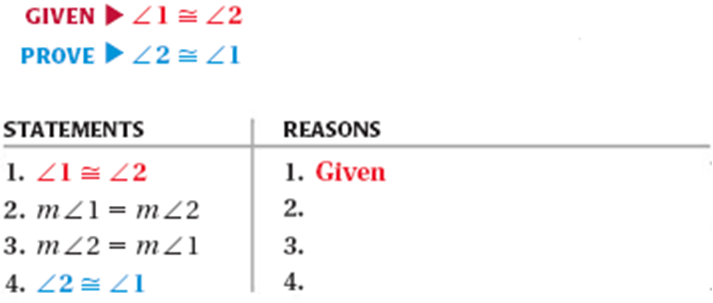 GIVEN ▶ ∠1 ≅ ∠2
PROVE ▶ ∠2 ≅ ∠1
STATEMENTS REASONS
1. ∠1 ≅ ∠2 1. Given
2. m∠1 = m∠2 2.
3. m∠2 = m∠1 3.
4. ∠2 ≅ ∠1 4.